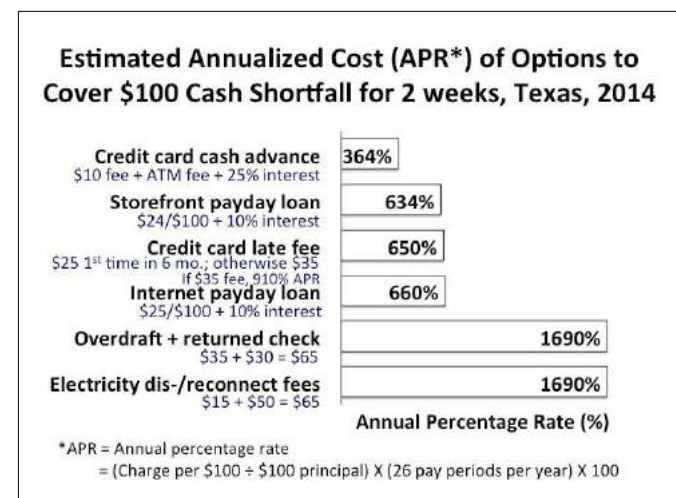 Estimated Annualized Cost (APR*) of Options to
Cover $100 Cash Shortfall for 2 weeks, Texas, 2014
Credit card cash advance 364%
$10 fee + ATM fee + 25% interest
Storefront payday loan 634%
$24/$100 + 10% interest
Credit card late fee 650%
$25 1st time in 6 mo.; otherwise $35
If $35 fee, 910% APR
Internet payday loan 660%
$25/$100 + 10% interest
Overdraft + returned check 1690%
$35 + $30 = $65
Electricity dis-/reconnect fees 1690%
$15 + $50 = $65
Annual Percentage Rate (%)
*APR = Annual percentage rate
= (Charge per $100 ÷ $100 principal) X (26 pay periods per year) X 100